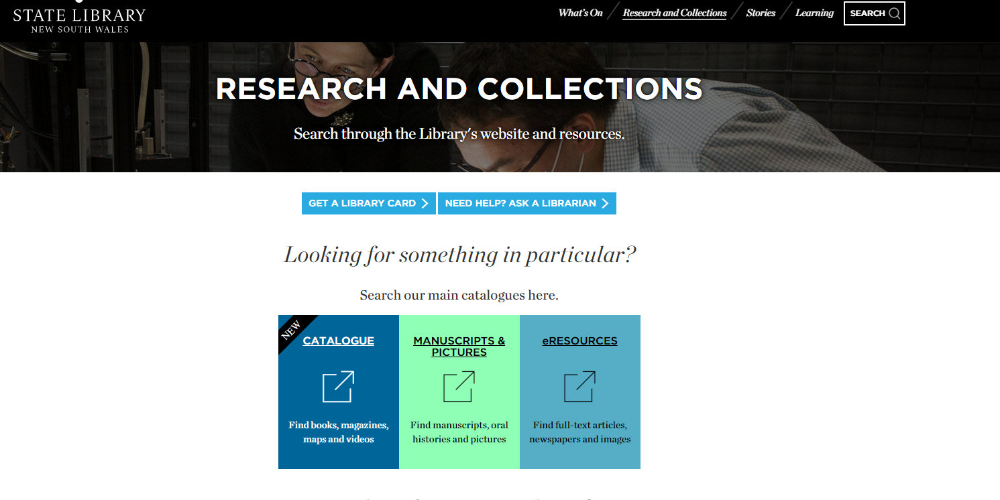 STATE LIBRARY
NEW SOUTH WALES
What's On
Research and Collections
Stories
Learning
SEARCH
RESEARCH AND COLLECTIONS
Search through the Library's website and resources.
GET A LIBRARY CARD
NEED HELP? ASK A LIBRARIAN
Looking for something in particular?
Search our main catalogues here.
NEW
CATALOGUE
Find books, magazines,
maps and videos
MANUSCRIPTS &
PICTURES
Find manuscripts, oral
histories and pictures
eRESOURCES
Find full-text articles,
newspapers and images